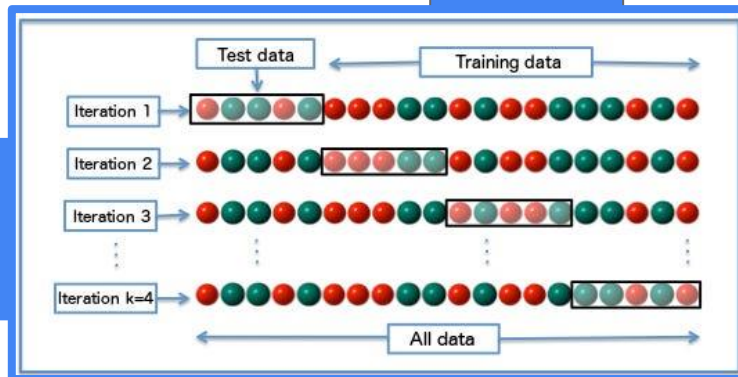 Test data
Training data
Iteration 1
Iteration 2
Iteration 3
Iteration k=4
All data